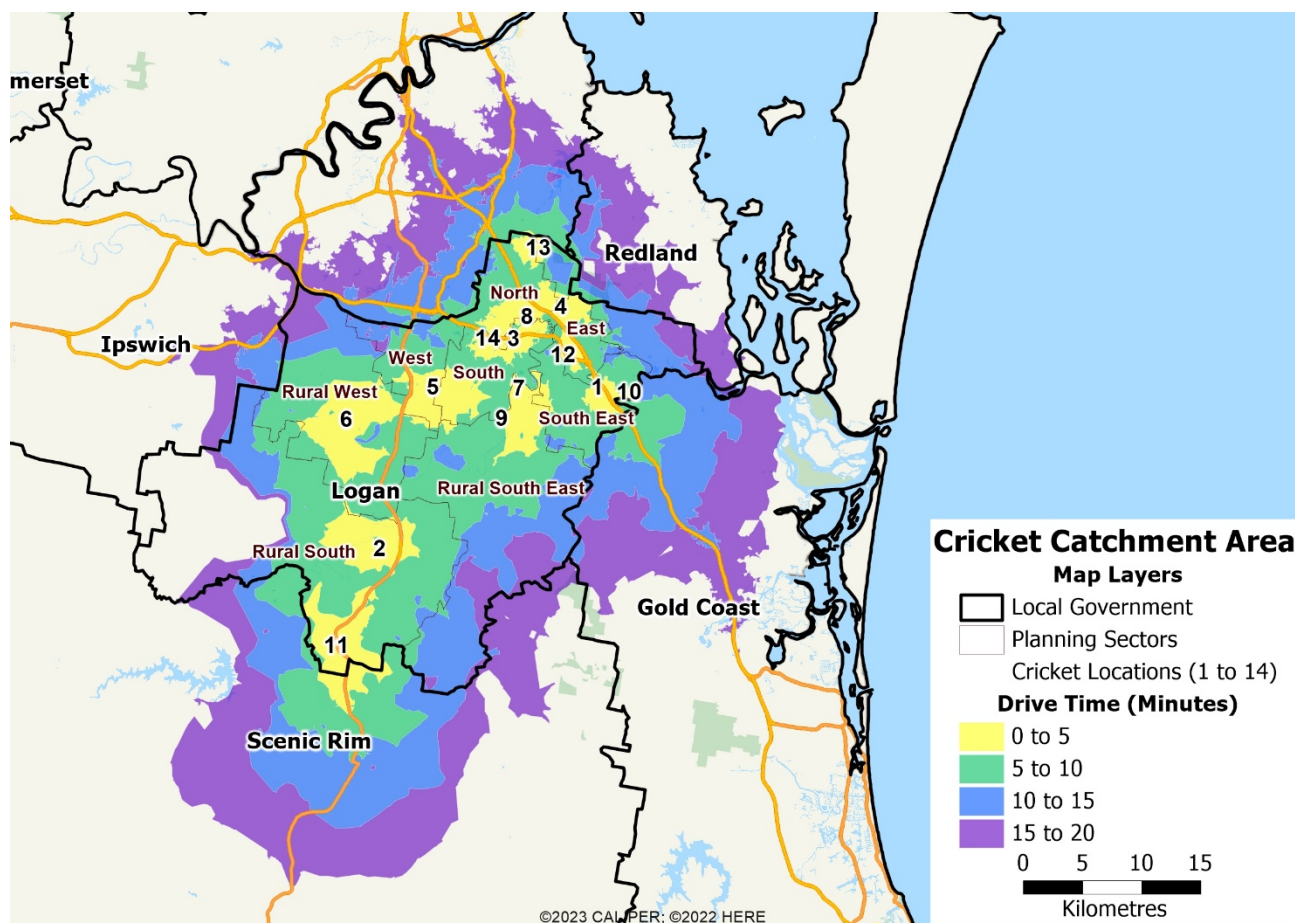 merset
13
Redland
North
4
8
East
14 3
12
Ipswich
West
South
5
7
1 10
Rural West
6
9
South East
Logan
Rural South East
Rural South
2
Gold Coast
11
Scenic Rim
Cricket Catchment Area
Map Layers
Local Government
Planning Sectors
Cricket Locations (1 to 14)
Drive Time (Minutes)
0 to 5
5 to 10
10 to 15
15 to 20
0 5 10 15
Kilometres
©2023 CALIPER; ©2022 HERE